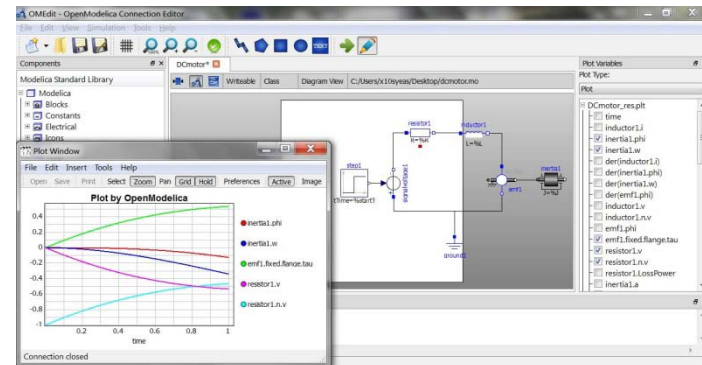 OMEdit - OpenModelica Connection Editor
File Edit View Simulation Tools Help
Components
DCmotor*
Plot Variables
Modelica Standard Library
Writeable Class Diagram View C:/Users/x10syeas/Desktop/dcmotor.mo
Plot Type:
Plot
Modelica
Blocks
Constants
Electrical
Icons
DCmotor_res.plt
time
inductor1.i
inertia1.phi
inertia1.w
der(inductor1.i)
der(inertia1.phi)
der(inertia1.w)
der(emf1.phi)
inductor1.v
inductor1.n.v
emf1.phi
emf1.fixed.flange.tau
resistor1.v
resistor1.n.v
resistor1.LossPower
inertia1.a
resistor1
R=%R
inductor1
L=%L
step1
inertia1
J=%J
emf1
ground1
Plot Window
File Edit Insert Tools Help
Open Save Print Select Zoom Pan Grid Hold Preferences Active Image
Plot by OpenModelica
0.4
0.2
0
-0.2
-0.4
-0.6
-0.8
-1
0.2 0.4 0.6 0.8 1
time
inertia1.phi
inertia1.w
emf1.fixed.flange.tau
resistor1.v
resistor1.n.v
Connection closed